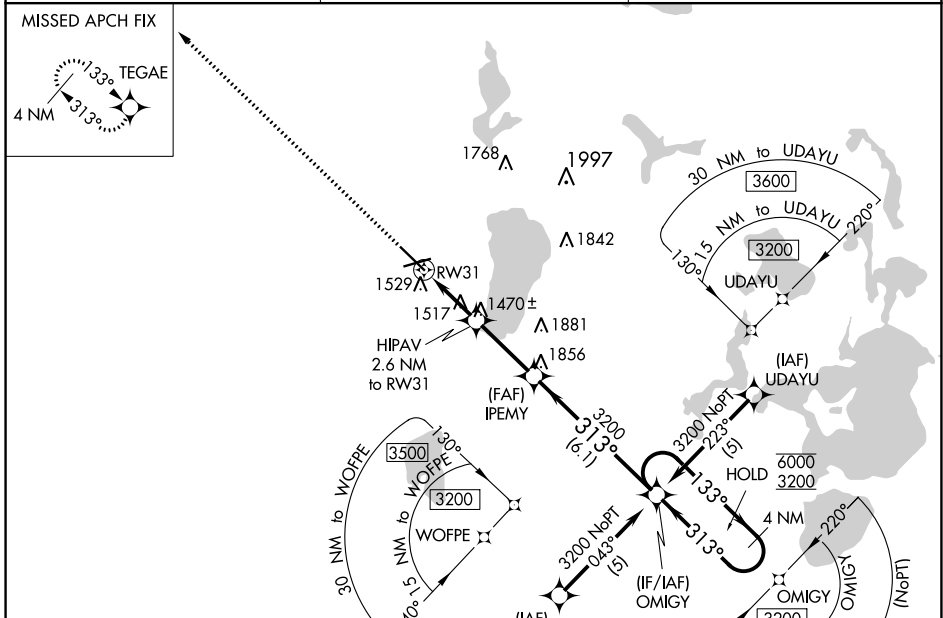 MISSED APCH FIX
TEGAE
133°
313°
4 NM
1768
1997
1842
30 NM to UDAYU
3600
15 NM to UDAYU
3200
220°
130°
UDAYU
RW31
1529
1517
1470±
1881
1856
HIPAV
2.6 NM
to RW31
(FAF)
IPEMY
(IAF)
UDAYU
3200 NoPT
223°
(5)
3200
313°
(6.1)
HOLD
6000
3200
133°
313°
4 NM
30 NM to WOFPE
3500
130°
15 NM to WOFPE
3200
WOFPE
3200 NoPT
043°
(5)
(IF/IAF)
OMIGY
220°
OMIGY
OMIGY
(NoPT)
3200
(IAF)